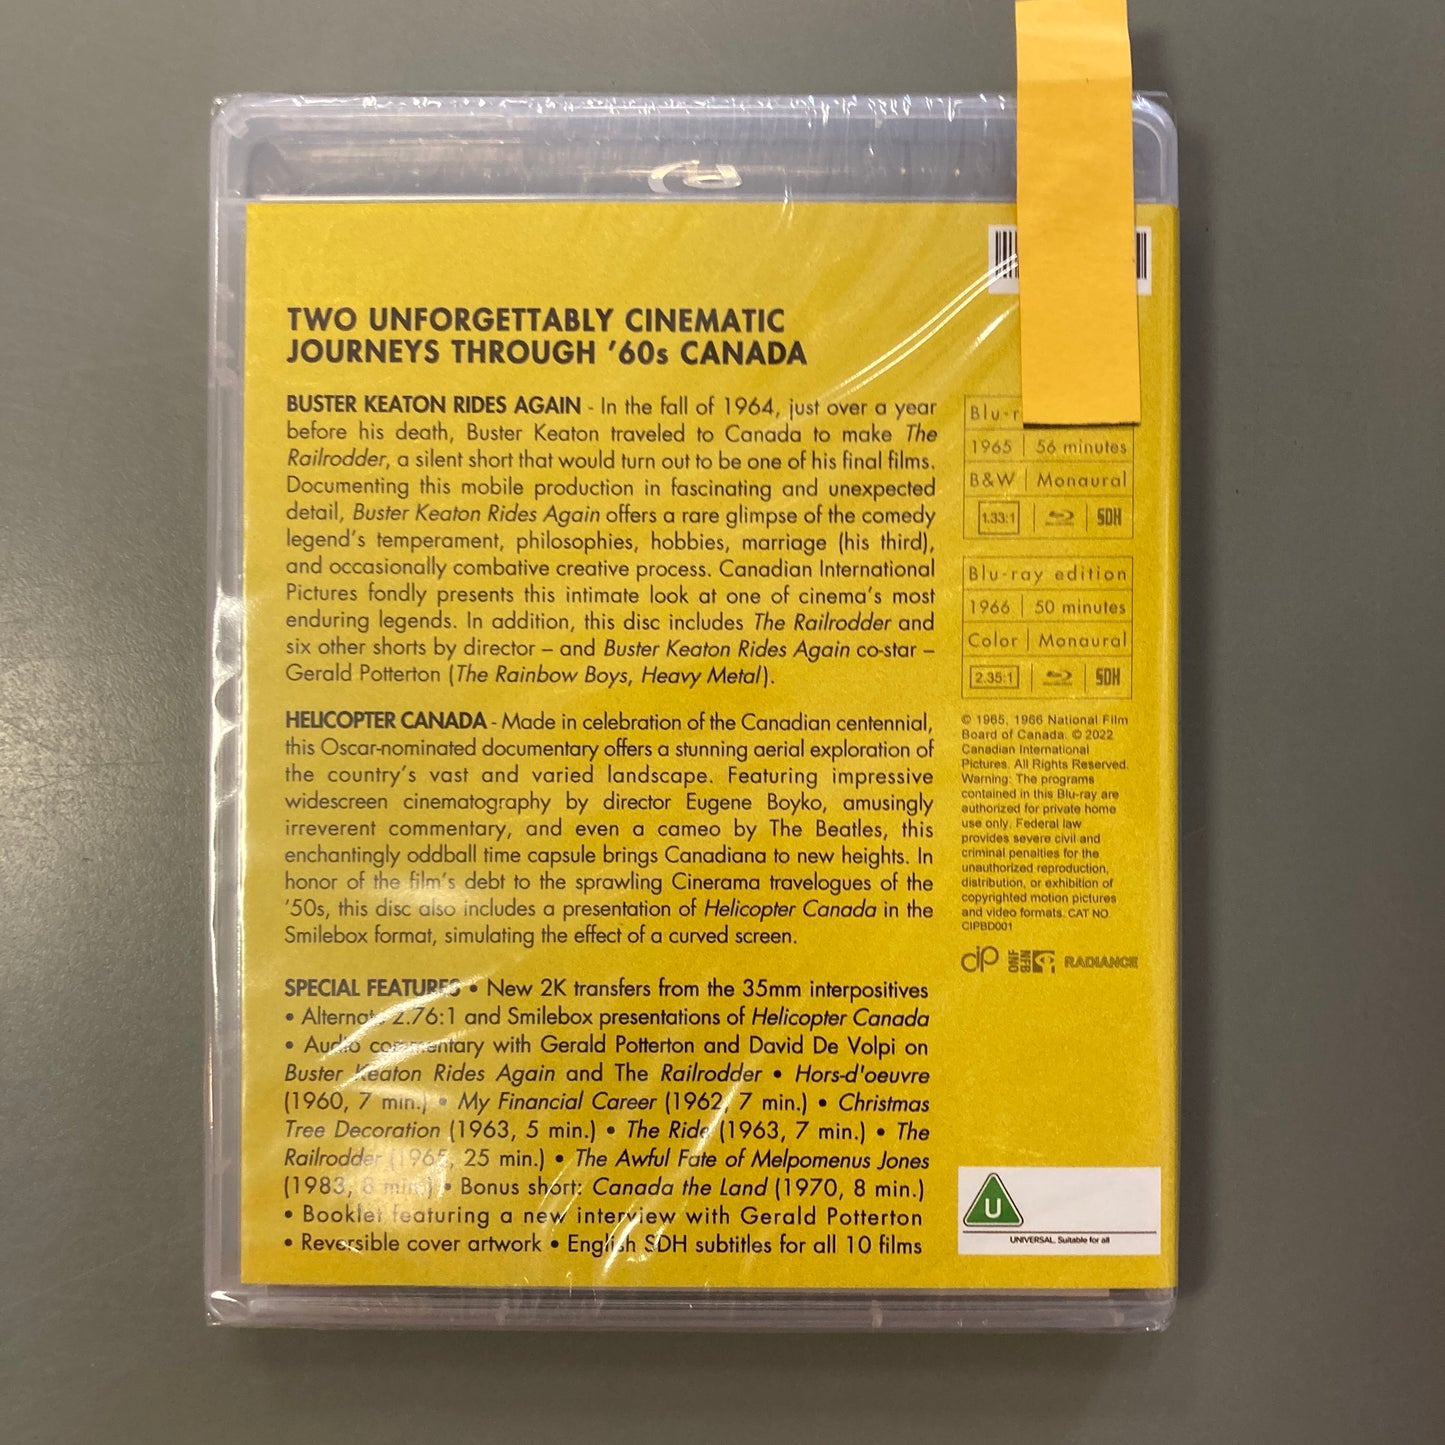 TWO UNFORGETTABLY CINEMATIC
JOURNEYS THROUGH ’60s CANADA
BUSTER KEATON RIDES AGAIN - In the fall of 1964, just over a year
before his death, Buster Keaton traveled to Canada to make The
Railrodder, a silent short that would turn out to be one of his final films.
Documenting this mobile production in fascinating and unexpected
detail, Buster Keaton Rides Again offers a rare glimpse of the comedy
legend’s temperament, philosophies, hobbies, marriage (his third),
and occasionally combative creative process. Canadian International
Pictures fondly presents this intimate look at one of cinema’s most
enduring legends. In addition, this disc includes The Railrodder and
six other shorts by director – and Buster Keaton Rides Again co-star –
Gerald Potterton (The Rainbow Boys, Heavy Metal).
HELICOPTER CANADA - Made in celebration of the Canadian centennial,
this Oscar-nominated documentary offers a stunning aerial exploration of
the country’s vast and varied landscape. Featuring impressive
widescreen cinematography by director Eugene Boyko, amusingly
irreverent commentary, and even a cameo by The Beatles, this
enchantingly oddball time capsule brings Canadiana to new heights. In
honor of the film’s debt to the sprawling Cinerama travelogues of the
’50s, this disc also includes a presentation of Helicopter Canada in the
Smilebox format, simulating the effect of a curved screen.
SPECIAL FEATURES • New 2K transfers from the 35mm interpositives
• Alternate 2.76:1 and Smilebox presentations of Helicopter Canada
• Audio commentary with Gerald Potterton and David De Volpi on
Buster Keaton Rides Again and The Railrodder • Hors-d'oeuvre
(1960, 7 min.) • My Financial Career (1962, 7 min.) • Christmas
Tree Decoration (1963, 5 min.) • The Ride (1963, 7 min.) • The
Railrodder (1965, 25 min.) • The Awful Fate of Melpomenus Jones
(1983, 8 min.) • Bonus short: Canada the Land (1970, 8 min.)
• Booklet featuring a new interview with Gerald Potterton
• Reversible cover artwork • English SDH subtitles for all 10 films
1965 | 56 minutes
B&W | Monaural
1.33:1 SDH
Blu-ray edition
1966 | 50 minutes
Color | Monaural
2.35:1 SDH
© 1965, 1966 National Film
Board of Canada. © 2022
Canadian International
Pictures. All Rights Reserved.
Warning: The programs
contained in this Blu-ray are
authorized for private home
use only. Federal law
provides severe civil and
criminal penalties for the
unauthorized reproduction,
distribution, or exhibition of
copyrighted motion pictures
and video formats. CAT NO
CIPBD001
cip ONF NFB RADIANCE
U
UNIVERSAL. Suitable for all